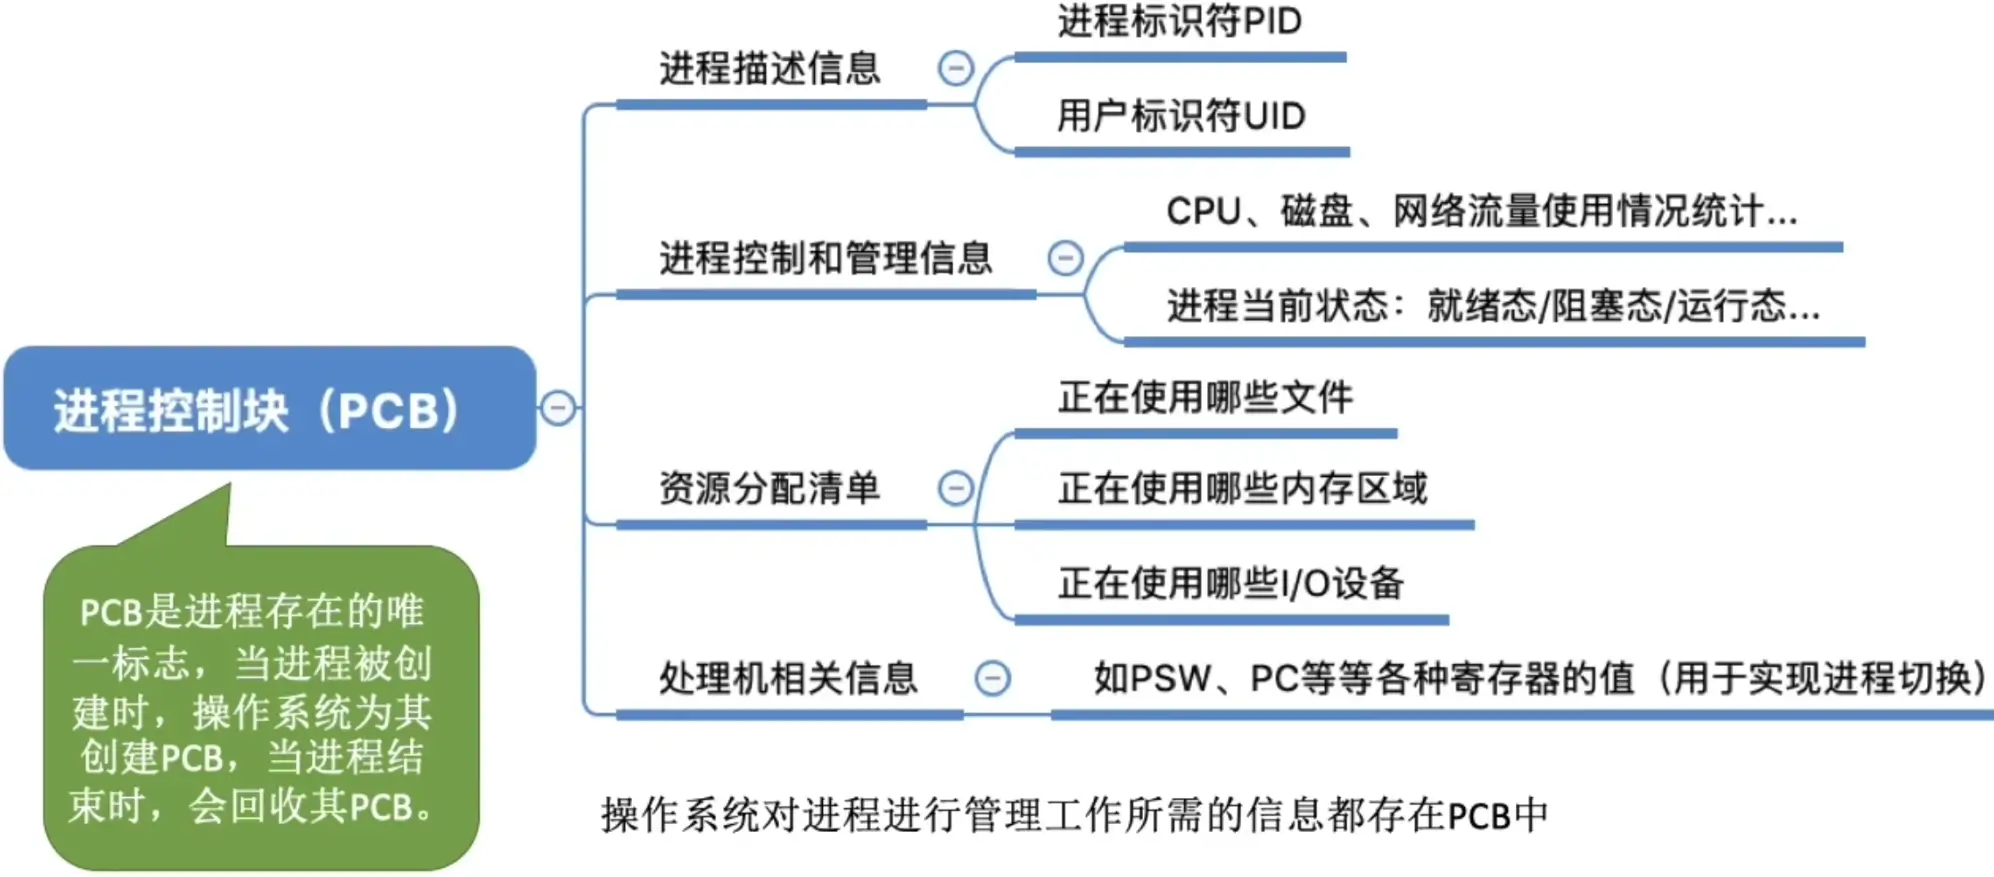 进程标识符PID
进程描述信息
用户标识符UID
CPU、磁盘、网络流量使用情况统计...
进程控制和管理信息
进程当前状态：就绪态/阻塞态/运行态...
进程控制块（PCB）
正在使用哪些文件
资源分配清单
正在使用哪些内存区域
正在使用哪些I/O设备
处理机相关信息
如PSW、PC等等各种寄存器的值（用于实现进程切换）
PCB是进程存在的唯
一标志，当进程被创
建时，操作系统为其
创建PCB，当进程结
束时，会回收其PCB。
操作系统对进程进行管理工作所需的信息都存在PCB中